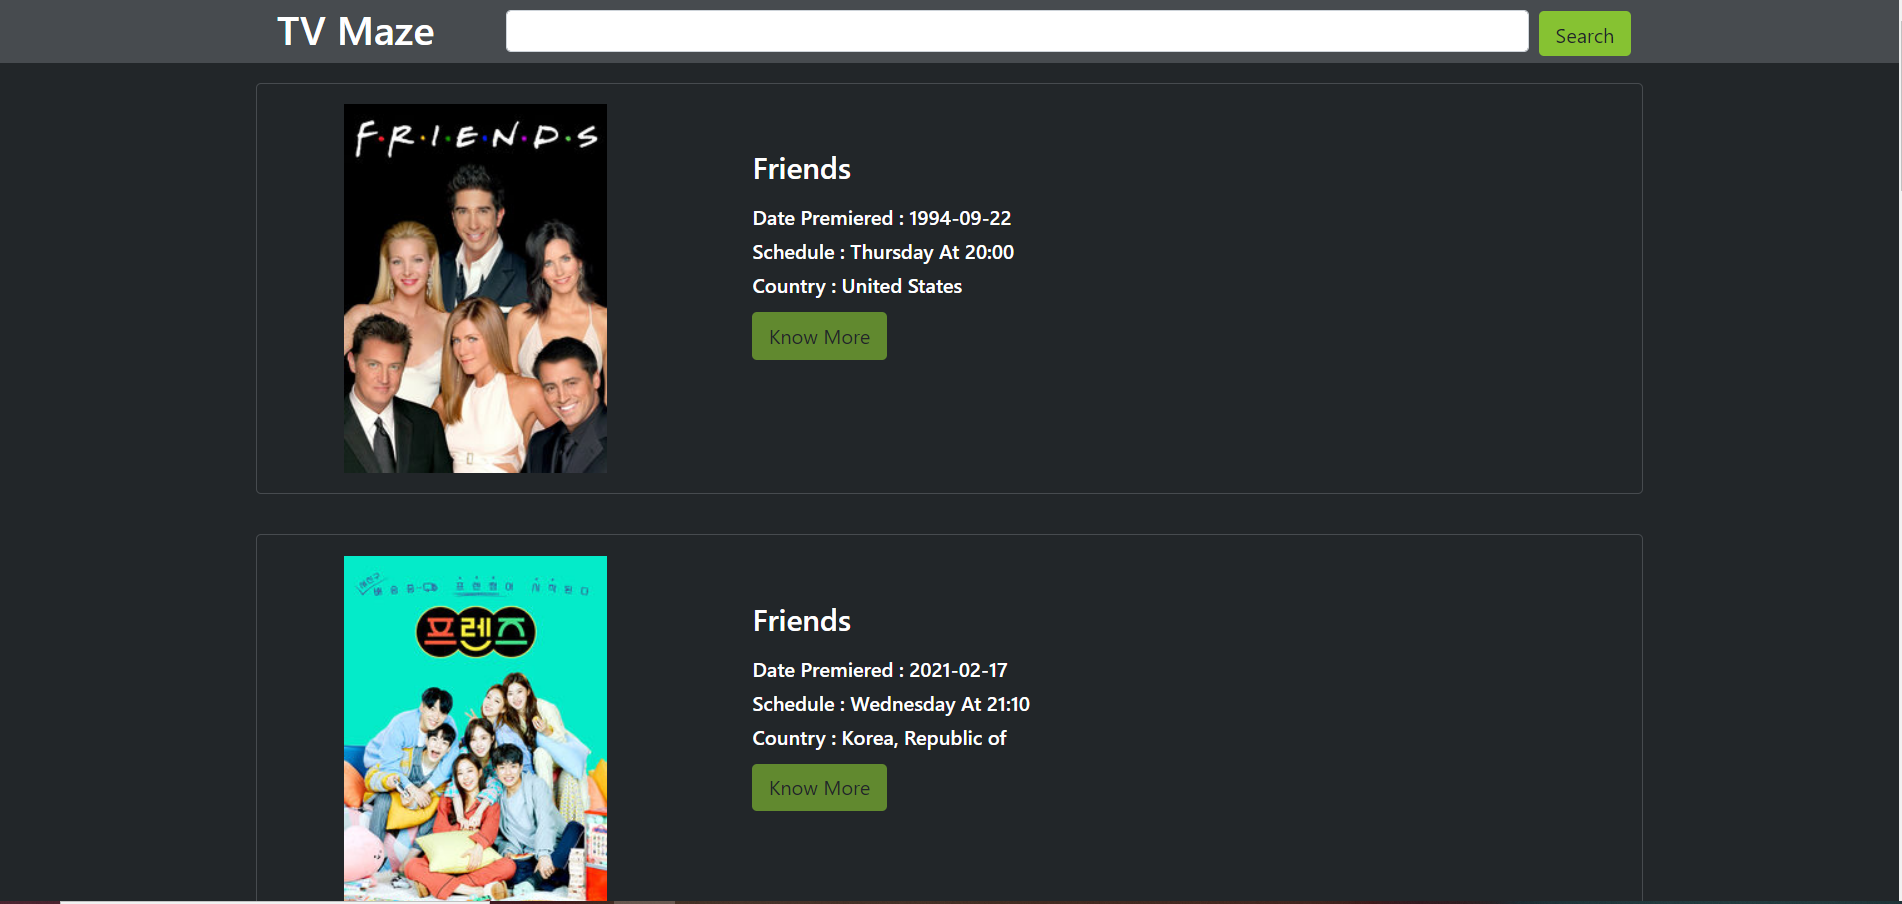 TV Maze
Search
F·R·I·E·N·D·S
Friends
Date Premiered : 1994-09-22
Schedule : Thursday At 20:00
Country : United States
Know More
프렌즈
Friends
Date Premiered : 2021-02-17
Schedule : Wednesday At 21:10
Country : Korea, Republic of
Know More